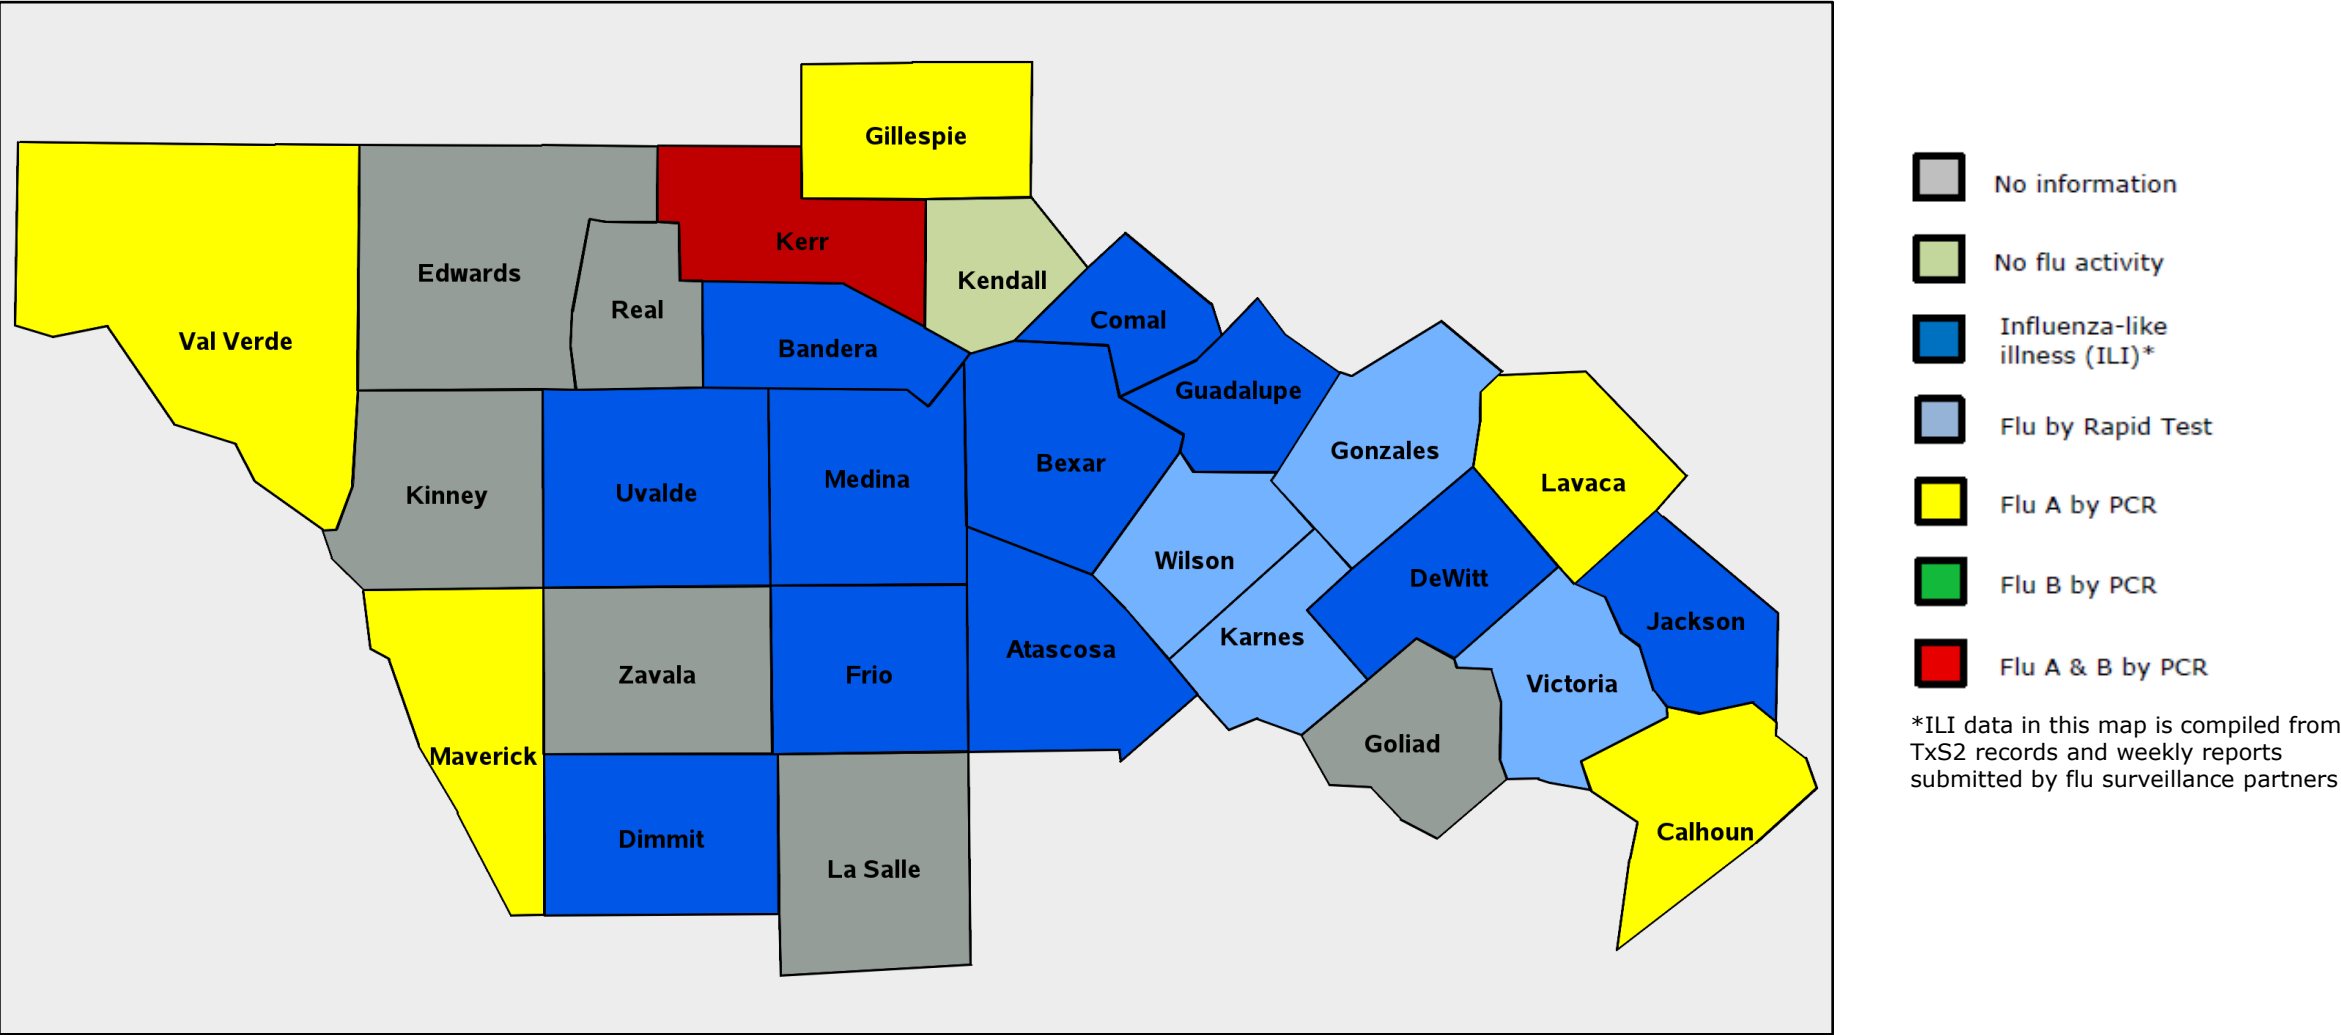 Gillespie
Kerr
Edwards
Kendall
Real
Comal
Val Verde
Bandera
Guadalupe
Gonzales
Bexar
Medina
Lavaca
Uvalde
Kinney
Wilson
DeWitt
Jackson
Karnes
Atascosa
Zavala
Frio
Victoria
Goliad
Maverick
Calhoun
Dimmit
La Salle
No information
No flu activity
Influenza-like
illness (ILI)*
Flu by Rapid Test
Flu A by PCR
Flu B by PCR
Flu A & B by PCR
*ILI data in this map is compiled from
TxS2 records and weekly reports
submitted by flu surveillance partners